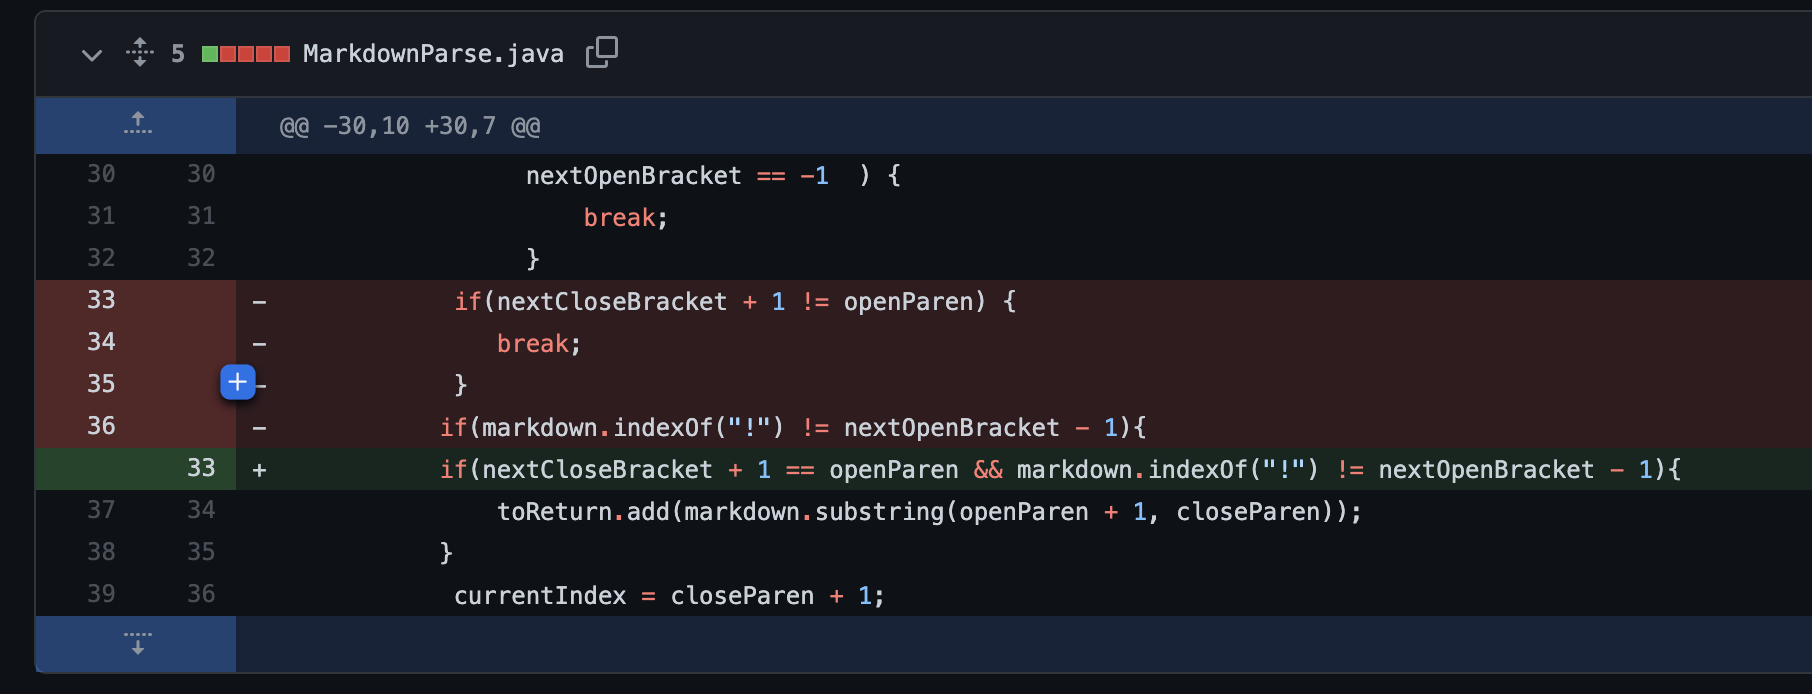 5 MarkdownParse.java
@@ -30,10 +30,7 @@
30 30 nextOpenBracket == -1  ) {
31 31 break;
32 32 }
33 - if(nextCloseBracket + 1 != openParen) {
34 - break;
35 + - }
36 - if(markdown.indexOf("!") != nextOpenBracket - 1){
33 + if(nextCloseBracket + 1 == openParen && markdown.indexOf("!") != nextOpenBracket - 1){
37 34 toReturn.add(markdown.substring(openParen + 1, closeParen));
38 35 }
39 36 currentIndex = closeParen + 1;